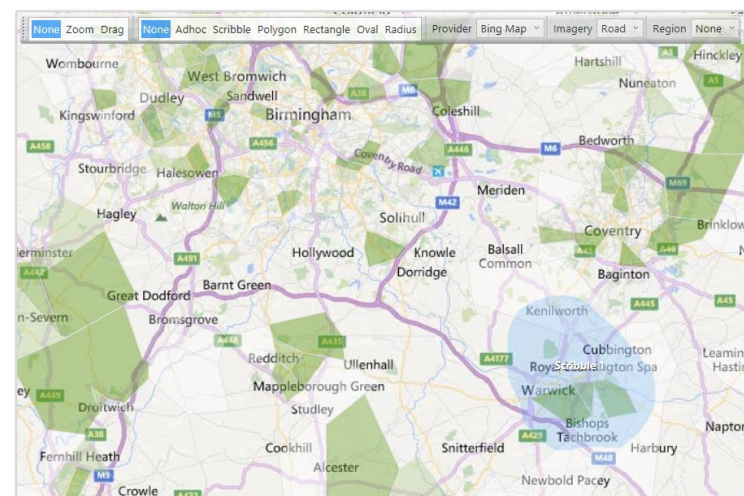 None Zoom Drag None Adhoc Scribble Polygon Rectangle Oval Radius Provider Bing Map Imagery Road Region None
Wombourne
Hartshill
A5
Hinckley
West Bromwich
Nuneaton
A5
Dudley
Sandwell
A38
M6
Kingswinford
M5
Birmingham
Coleshill
A458
A456
Coventry Road
A446
M6
Bedworth
Stourbridge
Halesowen
Meriden
M69
Hagley
Walton Hill
Solihull
M42
Coventry
Brinklow
A45
A46
A491
Hollywood
Knowle
Balsall
Common
A442
Dorridge
Baginton
Great Dodford
Barnt Green
Kenilworth
A445
A45
n-Severn
Bromsgrove
A448
A435
Cubbington
Redditch
Ullenhall
A4177
Scribble
Warwick
Mappleborough Green
A449
Droitwich
Studley
Bishops
Tachbrook
A38
A429
Fernhill Heath
Cookhill
Snitterfield
Harbury
M5
Alcester
M40
Crowle
Newbold Pacey